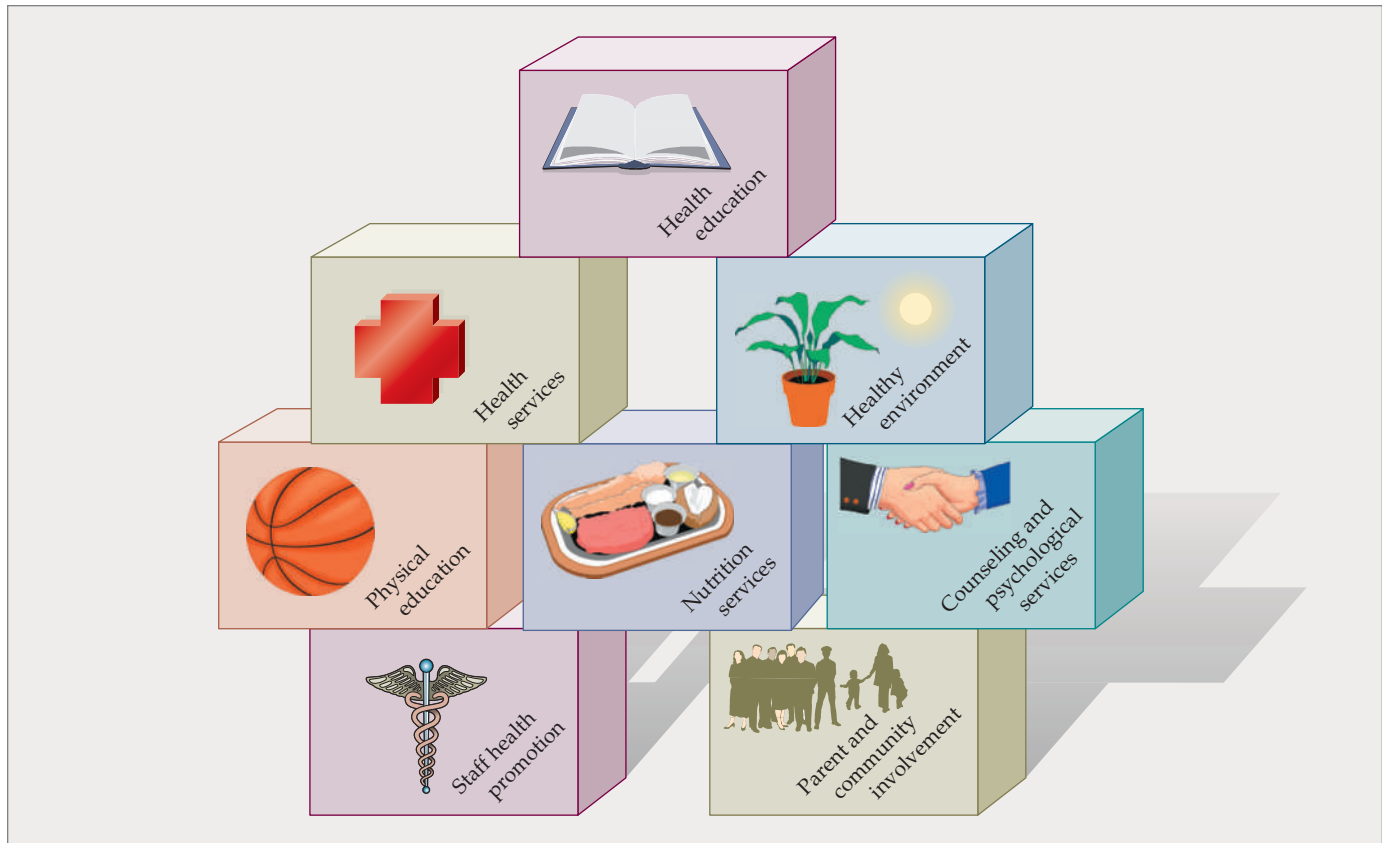 Health
education
Health
services
Healthy
environment
Physical
education
Nutrition
services
Counseling and
psychological
services
Staff health
promotion
Parent and
community
involvement